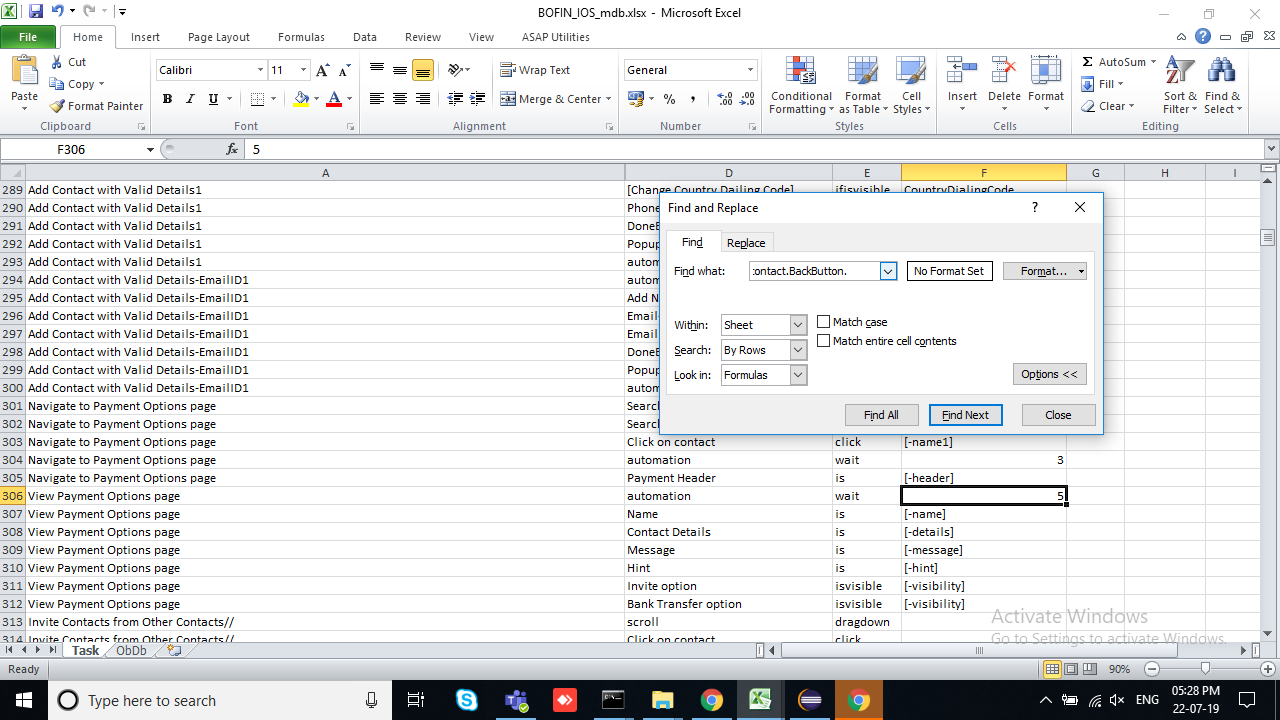 BOFIN_IOS_mdb.xlsx - Microsoft Excel
File Home Insert Page Layout Formulas Data Review View ASAP Utilities
Cut
Copy
Format Painter
Paste
Clipboard
Calibri 11
B I U
Font
Wrap Text
Merge & Center
Alignment
General
% ,
Number
Conditional Formatting
Format as Table
Cell Styles
Styles
Insert Delete Format
Cells
AutoSum
Fill
Clear
Sort & Filter
Find & Select
Editing
F306 fx 5
A D E F G H I
289 Add Contact with Valid Details1 [Change Country Dailing Code] ifisvisible CountryDialingCode
290 Add Contact with Valid Details1 Phone
291 Add Contact with Valid Details1 DoneB
292 Add Contact with Valid Details1 Popup
293 Add Contact with Valid Details1 autom
294 Add Contact with Valid Details-EmailID1 autom
295 Add Contact with Valid Details-EmailID1 Add N
296 Add Contact with Valid Details-EmailID1 Email
297 Add Contact with Valid Details-EmailID1 Email
298 Add Contact with Valid Details-EmailID1 DoneB
299 Add Contact with Valid Details-EmailID1 Popup
300 Add Contact with Valid Details-EmailID1 autom
301 Navigate to Payment Options page Search
302 Navigate to Payment Options page Search
303 Navigate to Payment Options page Click on contact click [-name1]
304 Navigate to Payment Options page automation wait 3
305 Navigate to Payment Options page Payment Header is [-header]
306 View Payment Options page automation wait 5
307 View Payment Options page Name is [-name]
308 View Payment Options page Contact Details is [-details]
309 View Payment Options page Message is [-message]
310 View Payment Options page Hint is [-hint]
311 View Payment Options page Invite option isvisible [-visibility]
312 View Payment Options page Bank Transfer option isvisible [-visibility]
313 Invite Contacts from Other Contacts// scroll dragdown
314 Invite Contacts from Other Contacts// Click on contact click
Find and Replace ?
Find Replace
Find what: contact.BackButton. No Format Set Format...
Within: Sheet Match case
Search: By Rows Match entire cell contents
Look in: Formulas
Options <<
Find All Find Next Close
Activate Windows
Go to Settings to activate Windows.
Task ObDb
Ready 90%
Type here to search
ENG 05:28 PM
22-07-19